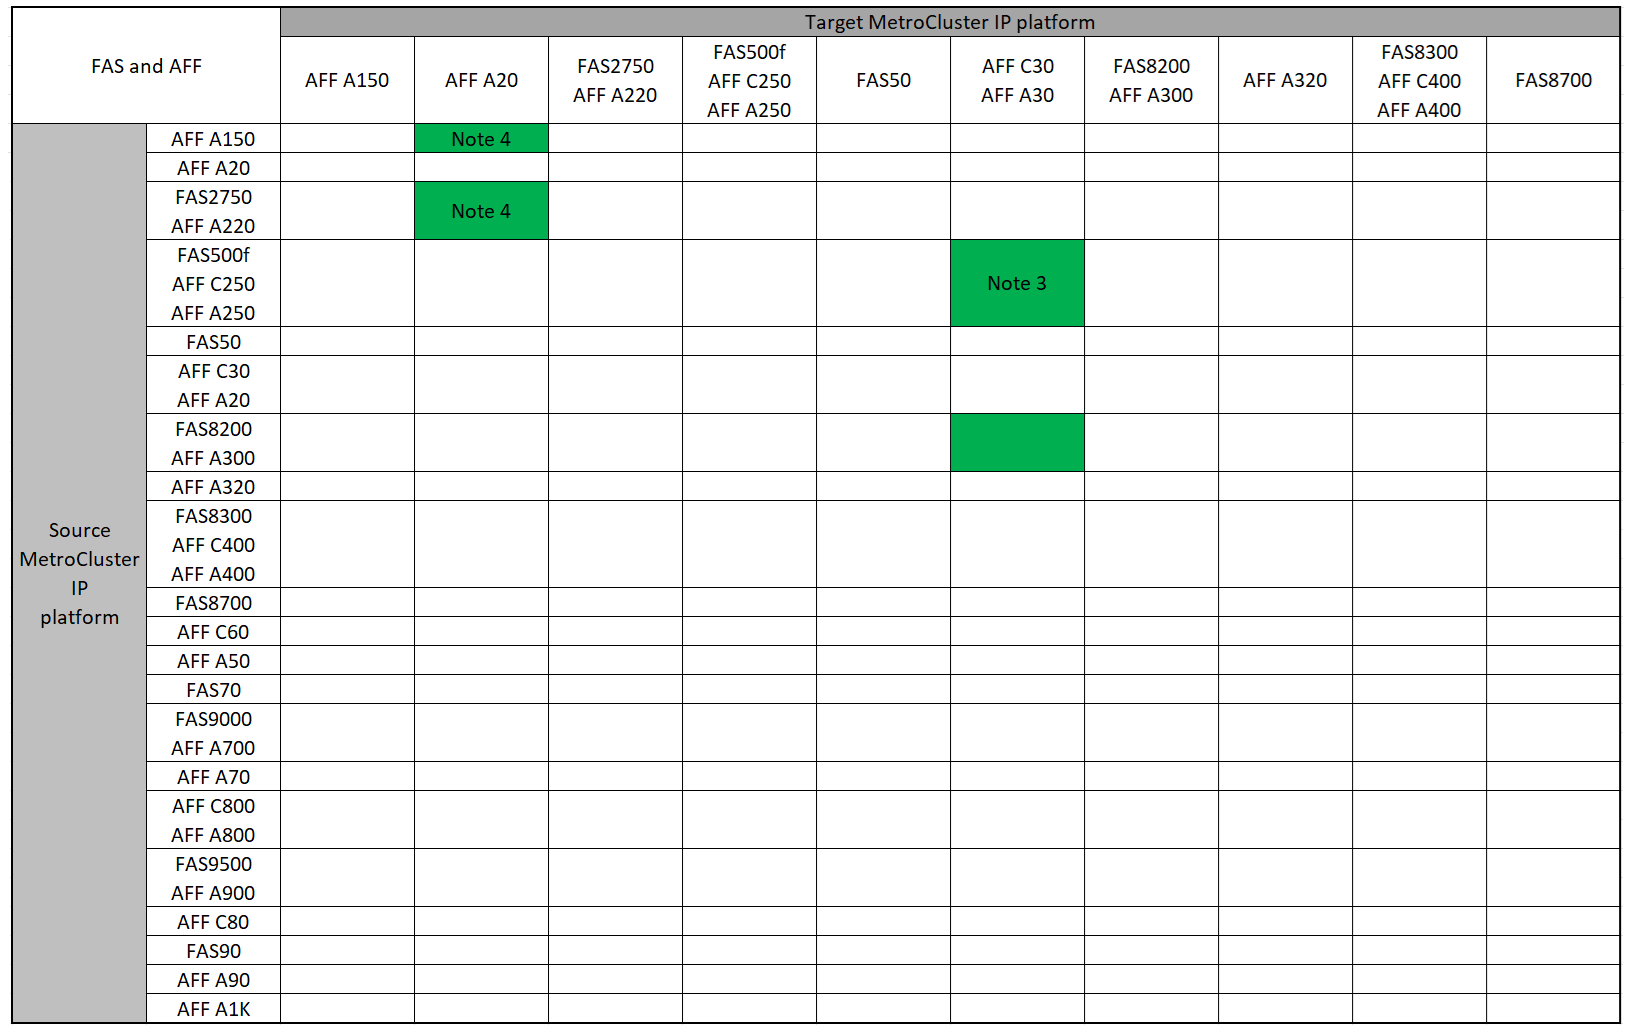 Target MetroCluster IP platform
FAS and AFF
AFF A150
AFF A20
FAS2750
AFF A220
FAS500f
AFF C250
AFF A250
FAS50
AFF C30
AFF A30
FAS8200
AFF A300
AFF A320
FAS8300
AFF C400
AFF A400
FAS8700
Source
MetroCluster
IP
platform
AFF A150
Note 4
AFF A20
FAS2750
AFF A220
Note 4
FAS500f
AFF C250
AFF A250
Note 3
FAS50
AFF C30
AFF A20
FAS8200
AFF A300
AFF A320
FAS8300
AFF C400
AFF A400
FAS8700
AFF C60
AFF A50
FAS70
FAS9000
AFF A700
AFF A70
AFF C800
AFF A800
FAS9500
AFF A900
AFF C80
FAS90
AFF A90
AFF A1K